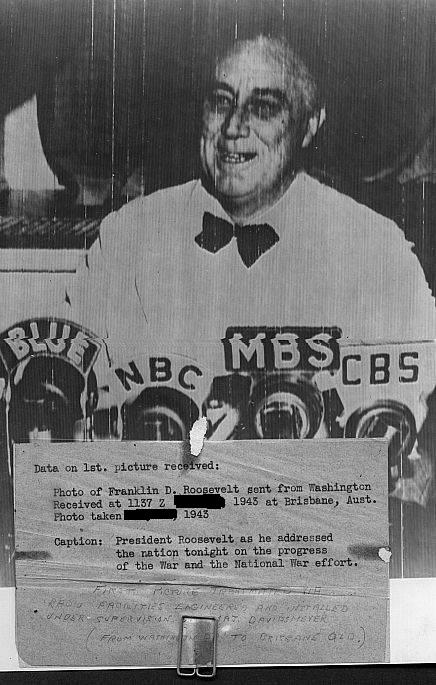 BLUE
NBC
MBS
CBS
Data on 1st. picture received:
Photo of Franklin D. Roosevelt sent from Washington
Received at 1137 Z 1943 at Brisbane, Aust.
Photo taken 1943
Caption: President Roosevelt as he addressed
the nation tonight on the progress
of the War and the National War effort.
FIRST PICTURE TRANSMITTED VIA
RADIO FACILITIES ENGINEERED AND INSTALLED
UNDER SUPERVISION MAT. DAVIDSMEYER
(FROM WASHINGTON TO BRISBANE QLD.)